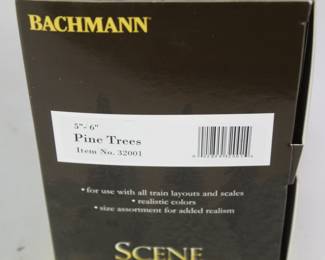 BACHMANN
5"- 6"
Pine Trees
Item No. 32001
• for use with all train layouts and scales
• realistic colors
• size assortment for added realism
SCENE